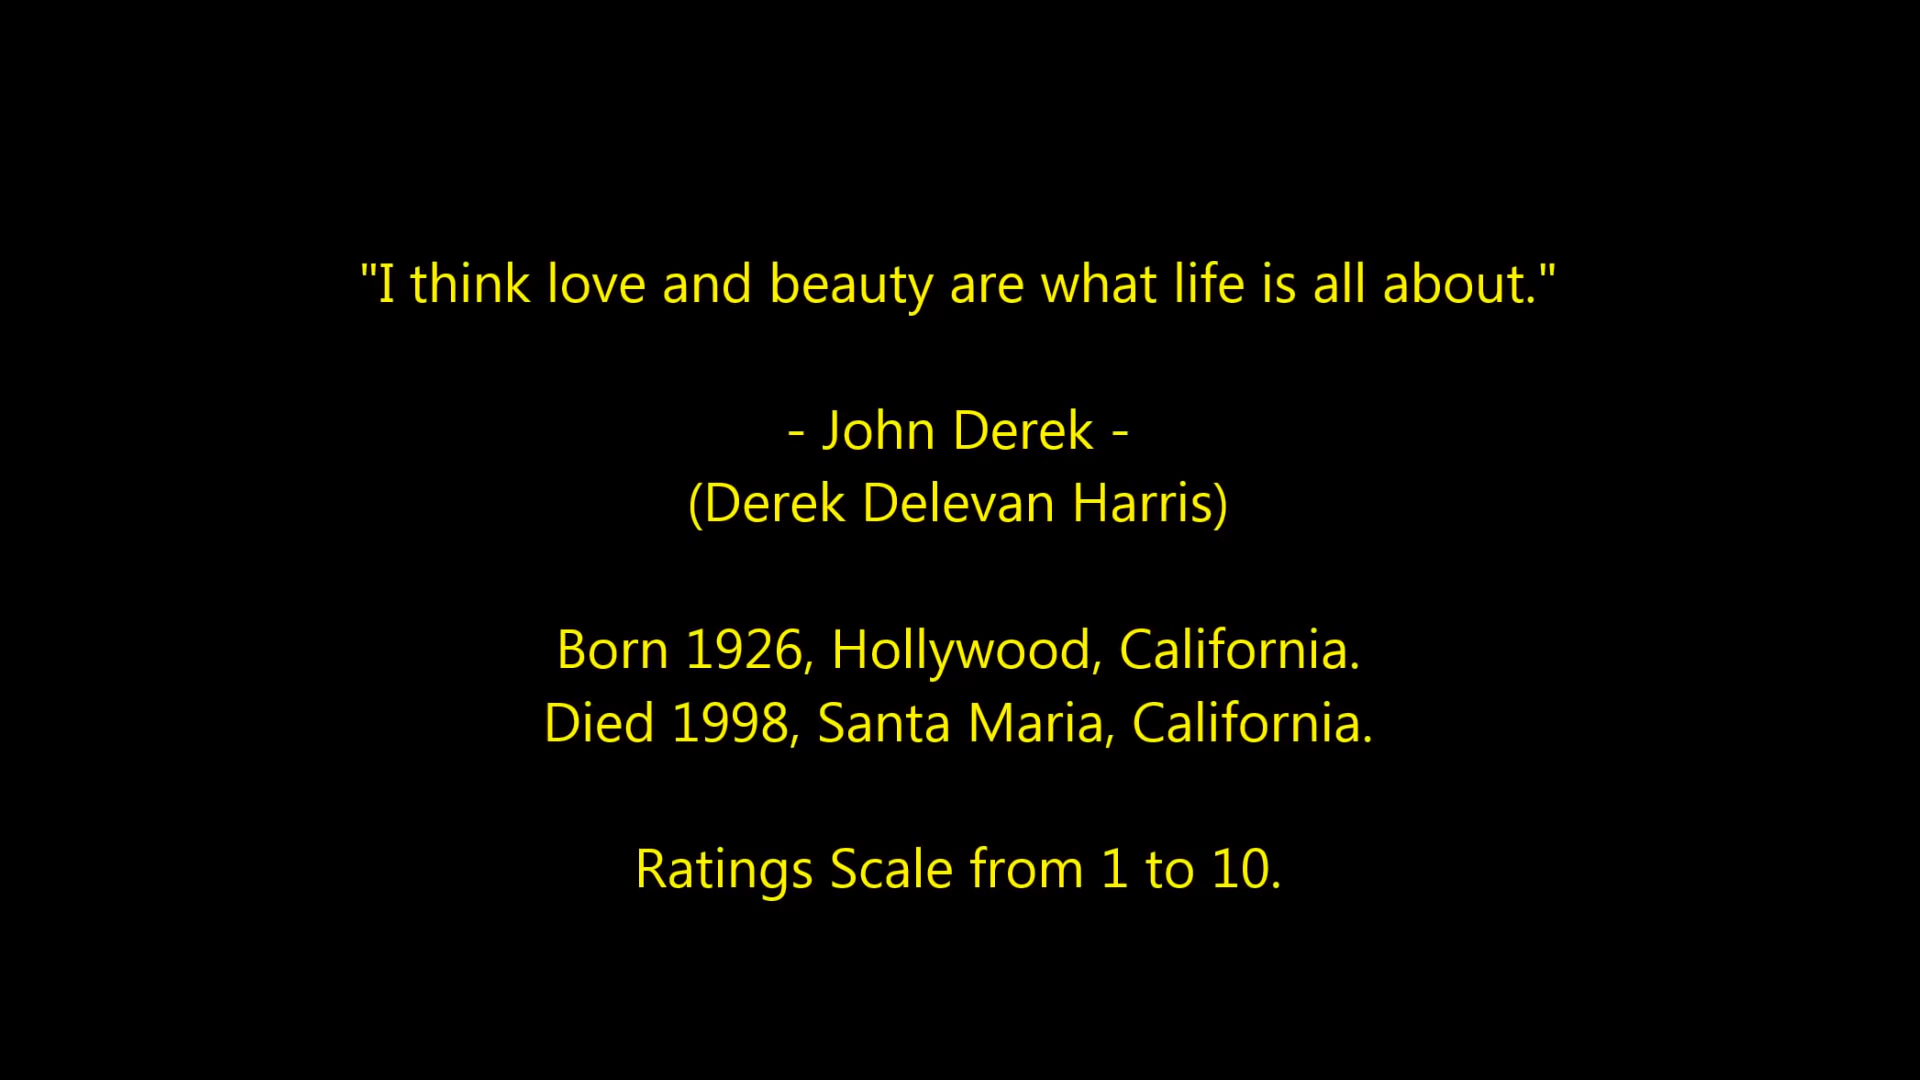 "I think love and beauty are what life is all about."
- John Derek -
(Derek Delevan Harris)
Born 1926, Hollywood, California.
Died 1998, Santa Maria, California.
Ratings Scale from 1 to 10.